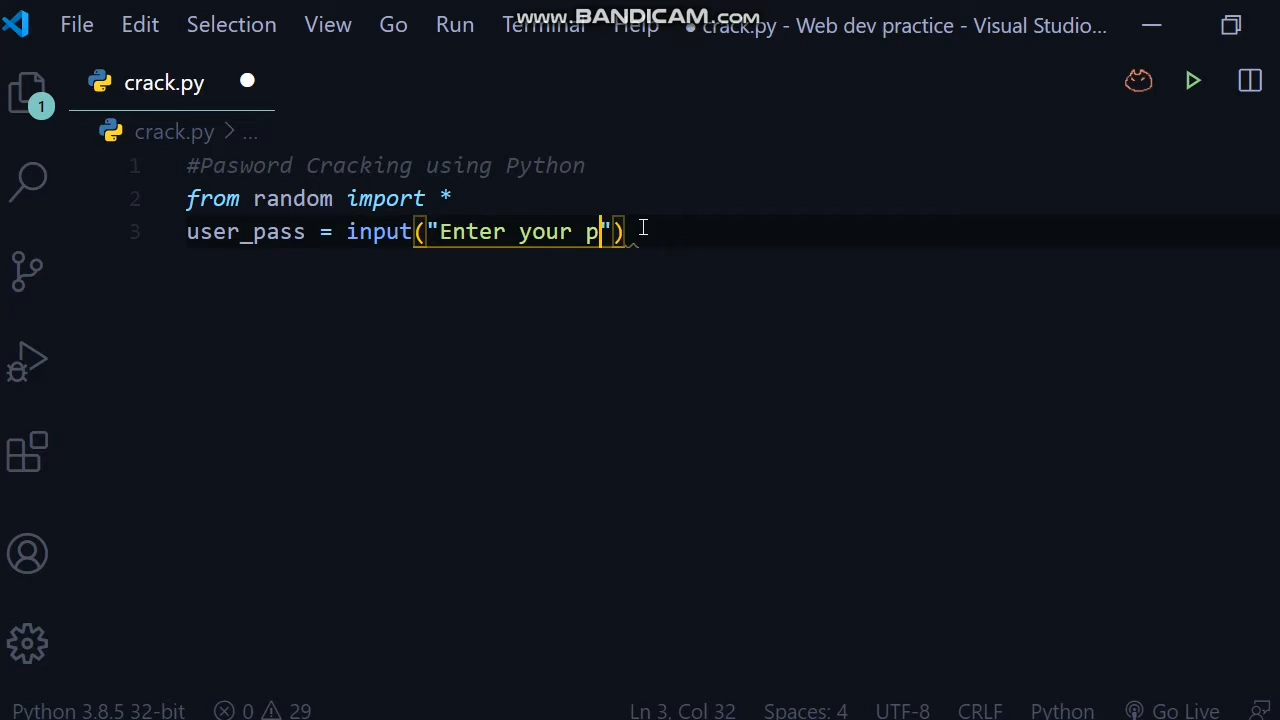 www.BANDICAM.com
File Edit Selection View Go Run Terminal Help ● crack.py - Web dev practice - Visual Studio...
crack.py
1
crack.py > ...
1 #Pasword Cracking using Python
2 from random import *
3 user_pass = input("Enter your p")
Python 3.8.5 32-bit 0 29 Ln 3, Col 32 Spaces: 4 UTF-8 CRLF Python Go Live